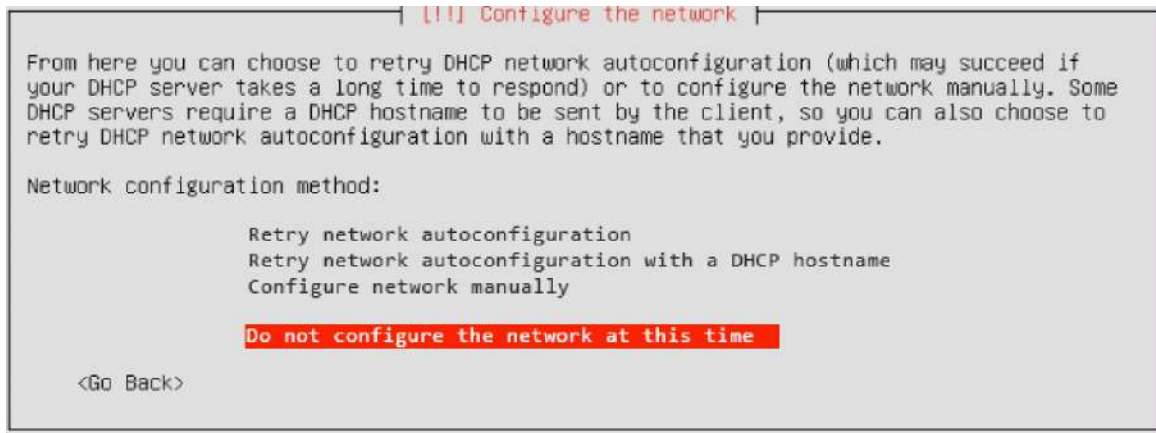 [!!] Configure the network
From here you can choose to retry DHCP network autoconfiguration (which may succeed if
your DHCP server takes a long time to respond) or to configure the network manually. Some
DHCP servers require a DHCP hostname to be sent by the client, so you can also choose to
retry DHCP network autoconfiguration with a hostname that you provide.
Network configuration method:
Retry network autoconfiguration
Retry network autoconfiguration with a DHCP hostname
Configure network manually
Do not configure the network at this time
<Go Back>